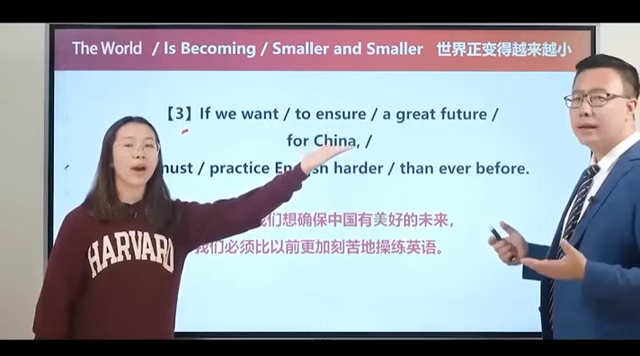 The World / Is Becoming / Smaller and Smaller 世界正变得越来越小
【3】If we want / to ensure / a great future /
for China, /
must / practice English harder / than ever before.
们想确保中国有美好的未来,
我们必须比以前更加刻苦地操练英语。
HARVARD